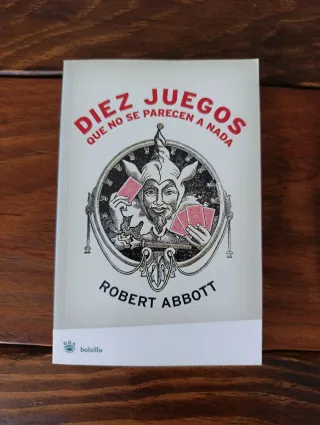 DIEZ JUEGOS
QUE NO SE PARECEN A NADA
ROBERT ABBOTT
bolsillo